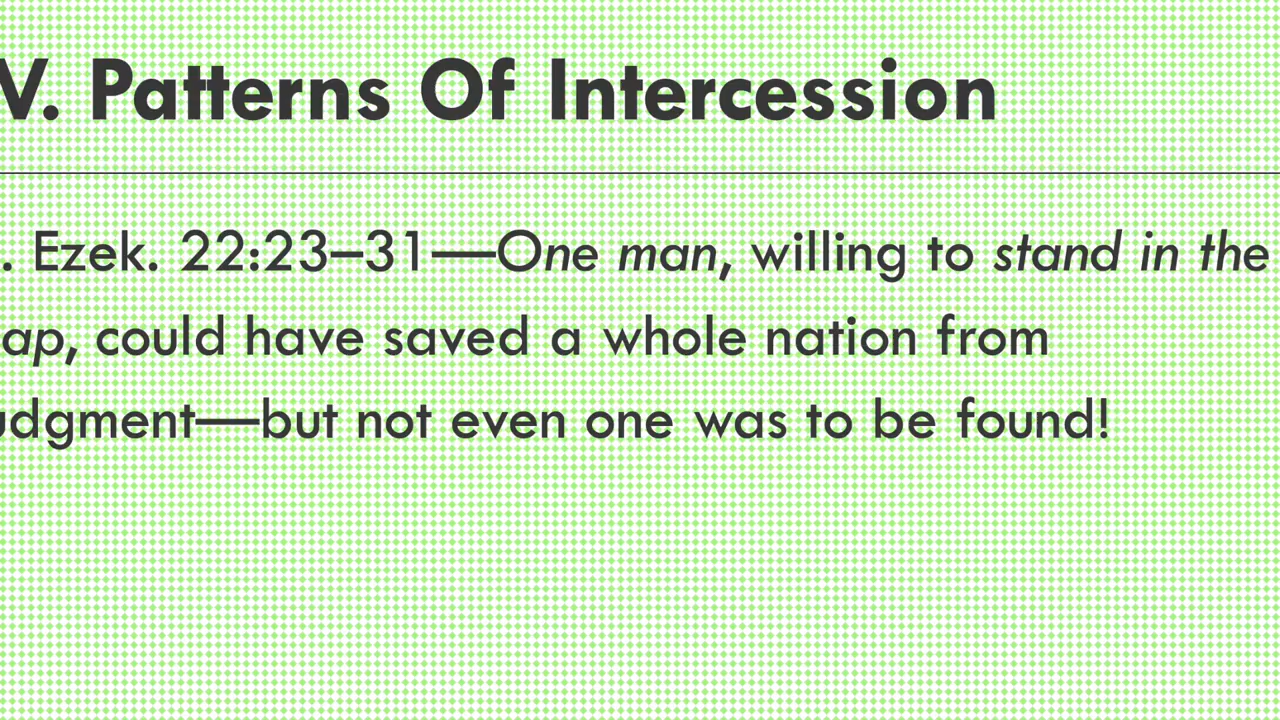 V. Patterns Of Intercession
. Ezek. 22:23–31—One man, willing to stand in the
ap, could have saved a whole nation from
udgment—but not even one was to be found!